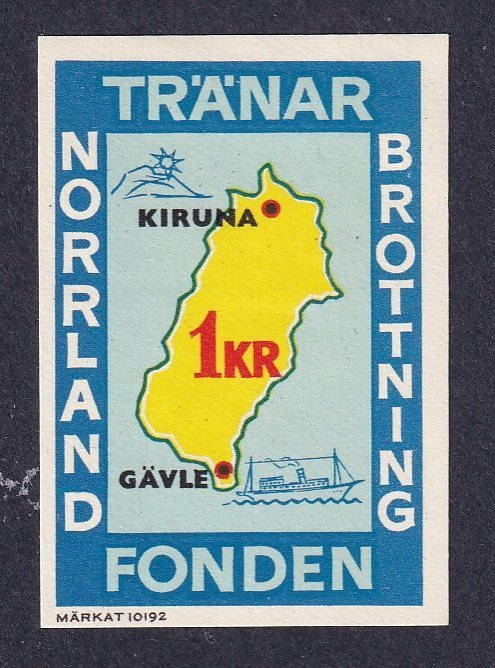 TRÄNAR
NORRLAND
BROTTNING
KIRUNA
1KR
GÄVLE
FONDEN
MÄRKAT 10192